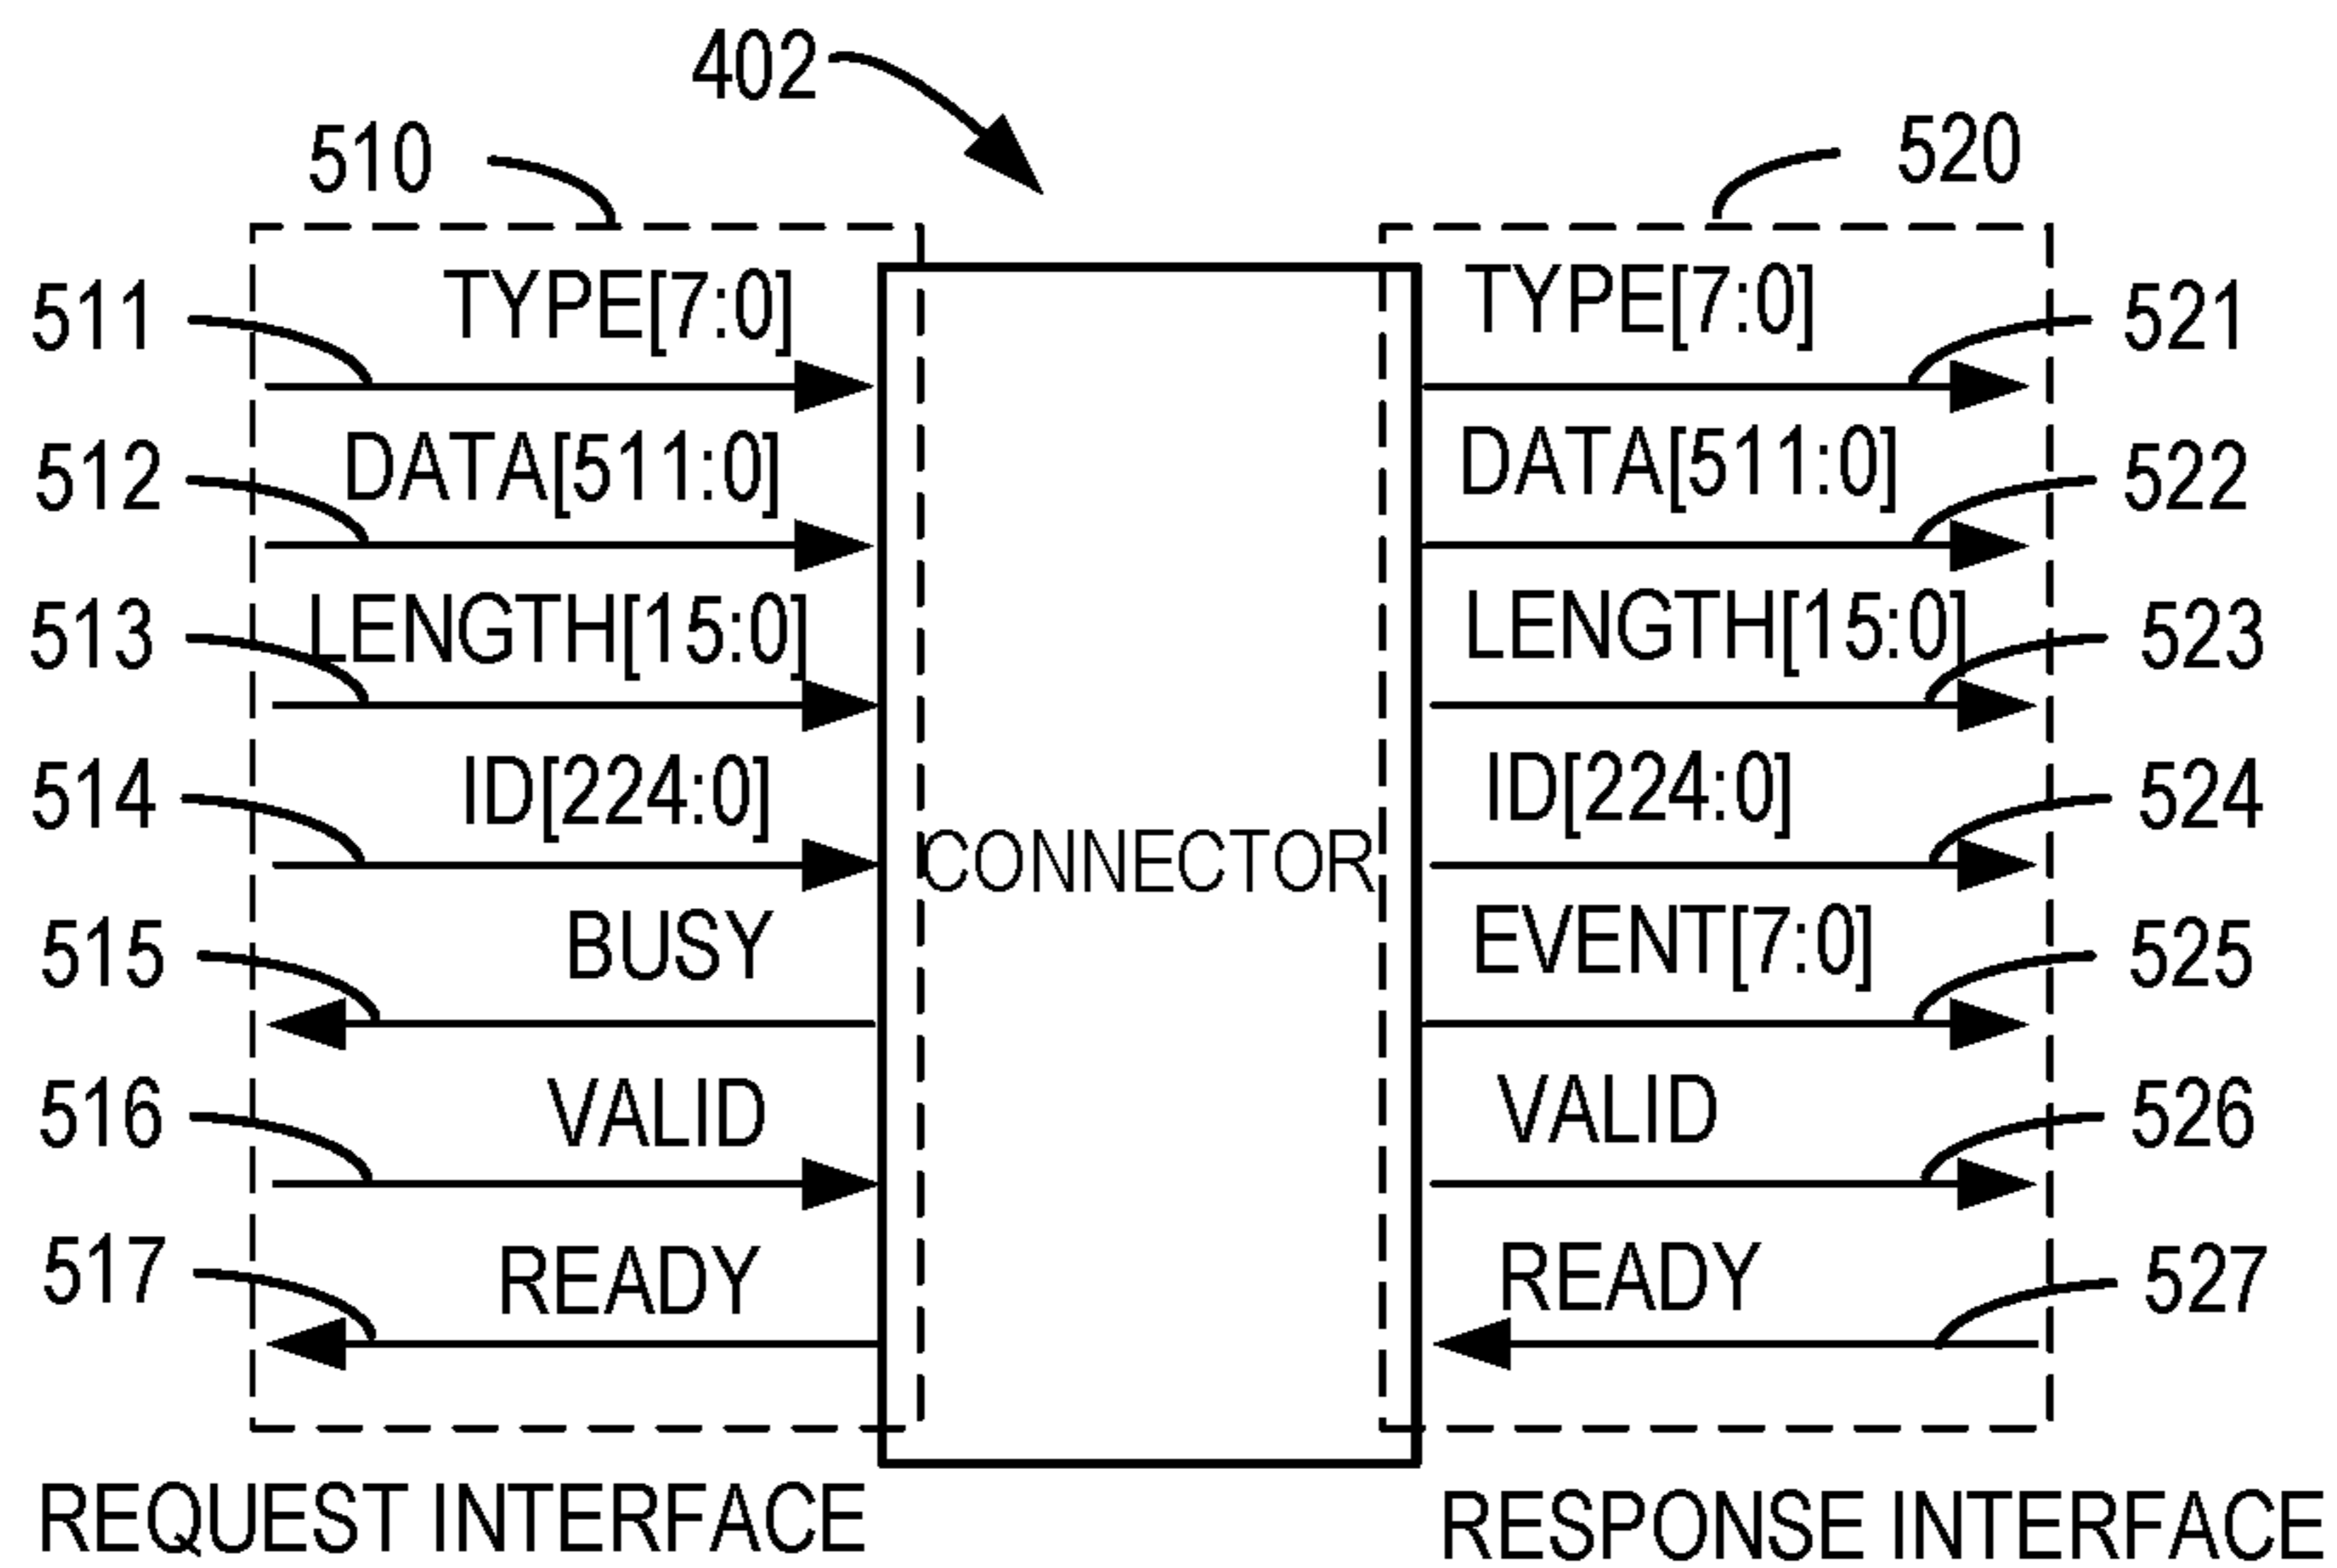 402
510
520
TYPE[7:0]
TYPE[7:0]
511
521
DATA[511:0]
DATA[511:0]
512
522
LENGTH[15:0]
LENGTH[15:0]
513
523
ID[224:0]
ID[224:0]
514
524
CONNECTOR
BUSY
EVENT[7:0]
515
525
VALID
VALID
516
526
READY
READY
517
527
REQUEST INTERFACE
RESPONSE INTERFACE